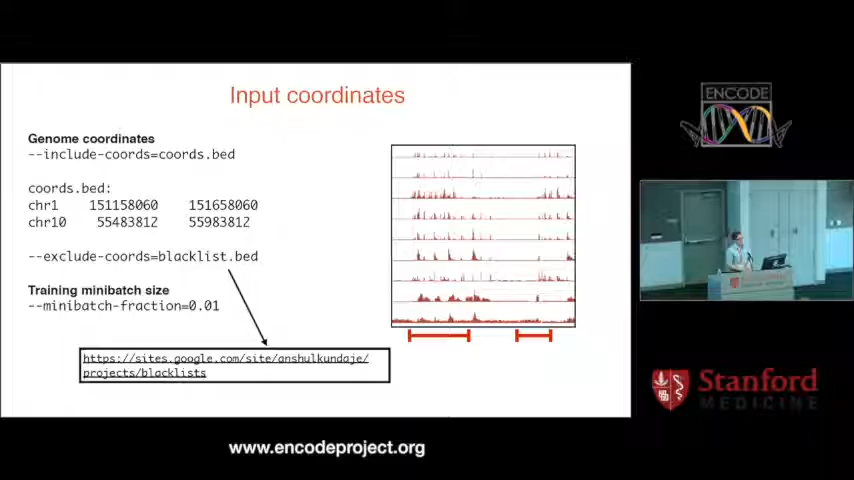 Input coordinates
Genome coordinates
--include-coords=coords.bed
coords.bed:
chr1 151158060 151658060
chr10 55483812 55983812
--exclude-coords=blacklist.bed
Training minibatch size
--minibatch-fraction=0.01
https://sites.google.com/site/anshulkundaje/
projects/blacklists
ENCODE
Stanford
MEDICINE
www.encodeproject.org